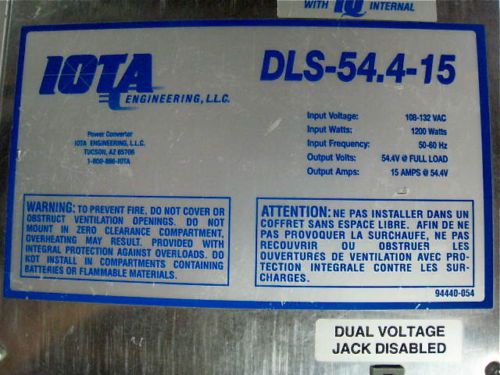 WITH IQ INTERNAL
IOTA
ENGINEERING, L.L.C.
DLS-54.4-15
Power Converter
IOTA ENGINEERING, L.L.C.
TUCSON, AZ 85706
1-800-866-IOTA
Input Voltage: 108-132 VAC
Input Watts: 1200 Watts
Input Frequency: 50-60 Hz
Output Volts: 54.4V @ FULL LOAD
Output Amps: 15 AMPS @ 54.4V
WARNING: TO PREVENT FIRE, DO NOT COVER OR
OBSTRUCT VENTILATION OPENINGS. DO NOT
MOUNT IN ZERO CLEARANCE COMPARTMENT,
OVERHEATING MAY RESULT, PROVIDED WITH
INTEGRAL PROTECTION AGAINST OVERLOADS. DO
NOT INSTALL IN COMPARTMENTS CONTAINING
BATTERIES OR FLAMMABLE MATERIALS.
ATTENTION: NE PAS INSTALLER DANS UN
COFFRET SANS ESPACE LIBRE. AFIN DE NE
PAS PROVOQUER LA SURCHAUFE, NE PAS
RECOUVRIR OU OBSTRUER LES
OUVERTURES DE VENTILATION AVEC PRO-
TECTION INTEGRALE CONTRE LES SUR-
CHARGES.
94440-054
DUAL VOLTAGE
JACK DISABLED